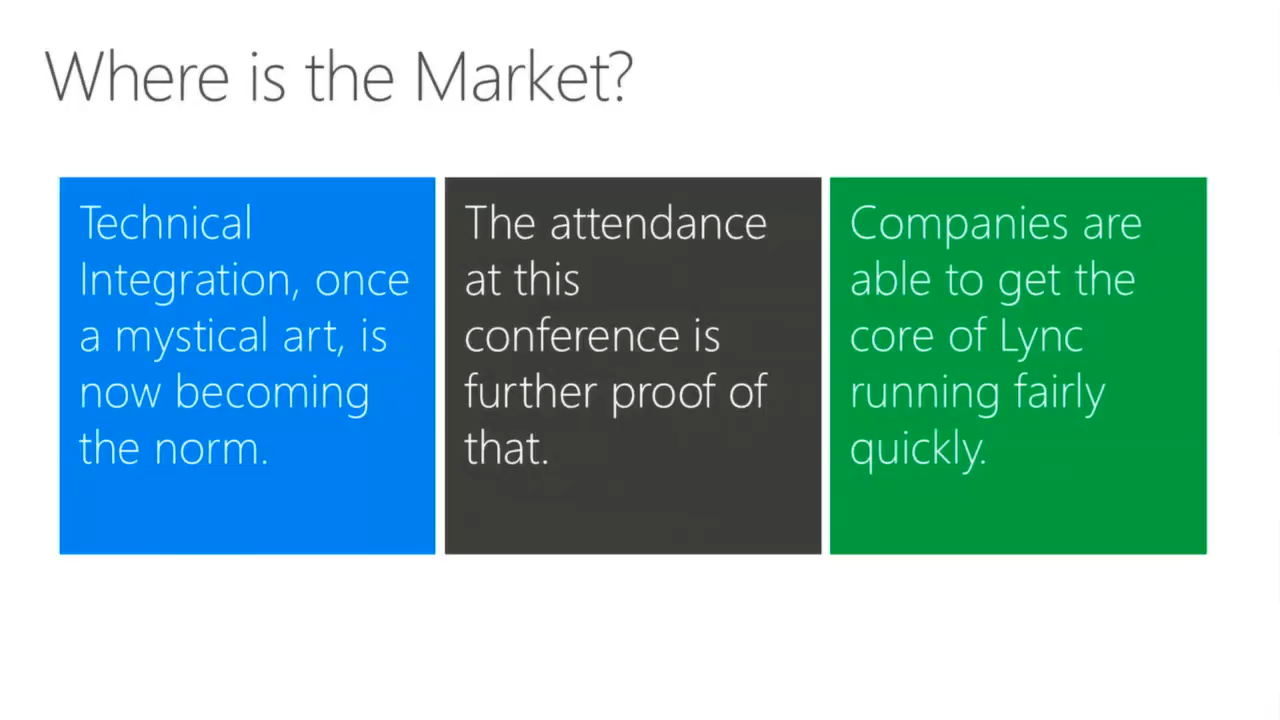 Where is the Market?
Technical
Integration, once
a mystical art, is
now becoming
the norm.
The attendance
at this
conference is
further proof of
that.
Companies are
able to get the
core of Lync
running fairly
quickly.